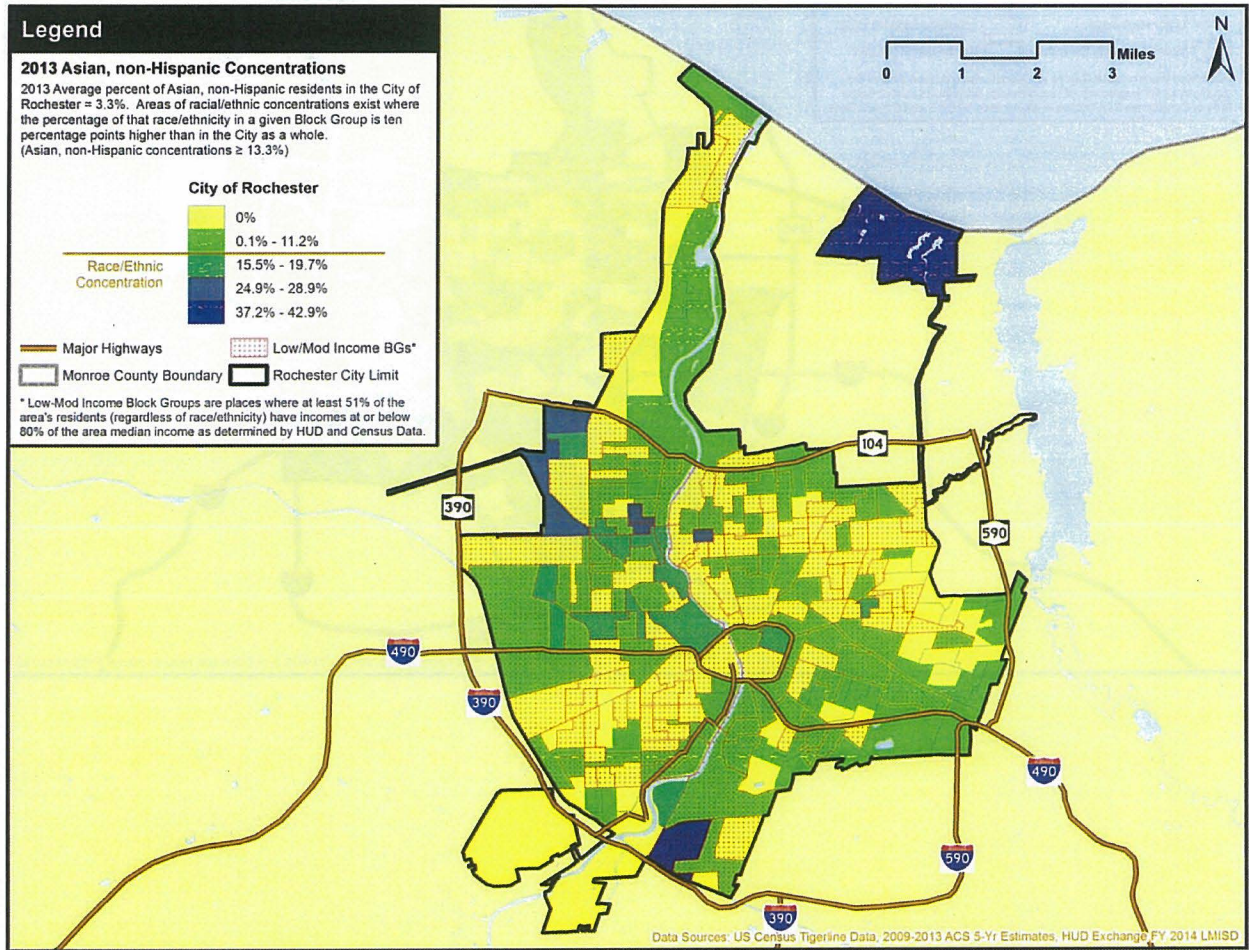 Legend
2013 Asian, non-Hispanic Concentrations
2013 Average percent of Asian, non-Hispanic residents in the City of
Rochester = 3.3%. Areas of racial/ethnic concentrations exist where
the percentage of that race/ethnicity in a given Block Group is ten
percentage points higher than in the City as a whole.
(Asian, non-Hispanic concentrations ≥ 13.3%)
City of Rochester
0%
0.1% - 11.2%
Race/Ethnic
Concentration
15.5% - 19.7%
24.9% - 28.9%
37.2% - 42.9%
Major Highways
Low/Mod Income BGs*
Monroe County Boundary
Rochester City Limit
* Low-Mod Income Block Groups are places where at least 51% of the
area's residents (regardless of race/ethnicity) have incomes at or below
80% of the area median income as determined by HUD and Census Data.
N
Miles
0 1 2 3
104
390
590
490
390
490
590
390
Data Sources: US Census Tigerline Data, 2009-2013 ACS 5-Yr Estimates, HUD Exchange FY 2014 LMISD